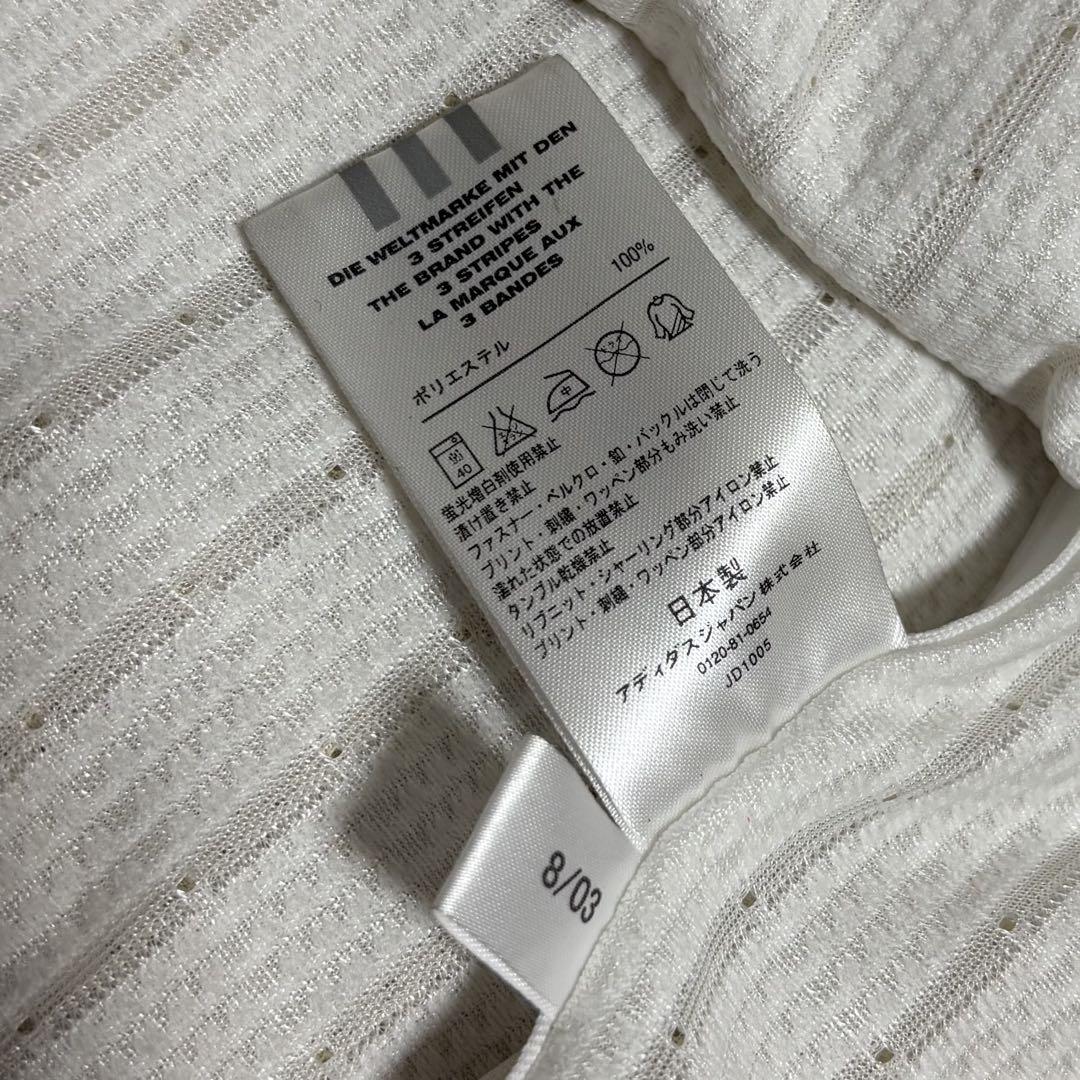 DIE WELTMARKE MIT DEN
3 STREIFEN
THE BRAND WITH THE
3 STRIPES
LA MARQUE AUX
3 BANDES
ポリエステル 100%
40 中
蛍光増白剤使用禁止
漬け置き禁止
ファスナー・ベルクロ・釦・バックルは閉じて洗う
プリント・刺繍・ワッペン部分もみ洗い禁止
濡れた状態での放置禁止
タンブル乾燥禁止
リブニット・シャーリング部分アイロン禁止
プリント・刺繍・ワッペン部分アイロン禁止
日本製
アディダスジャパン株式会社
0120-81-0654
JD1005
8/03